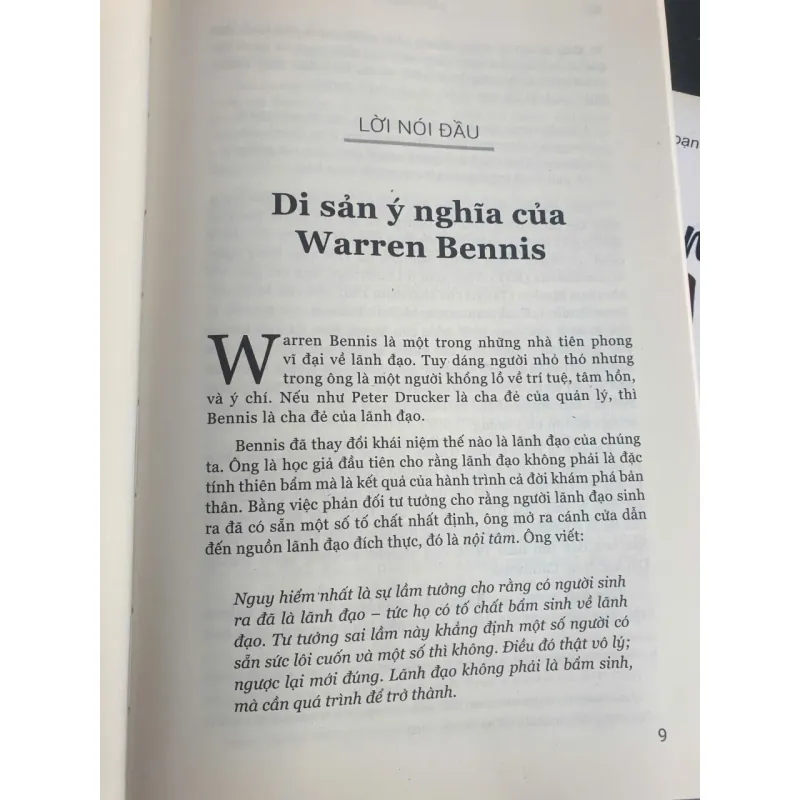 LỜI NÓI ĐẦU
Di sản ý nghĩa của
Warren Bennis
Warren Bennis là một trong những nhà tiên phong
vĩ đại về lãnh đạo. Tuy dáng người nhỏ thó nhưng
trong ông là một người khổng lồ về trí tuệ, tâm hồn,
và ý chí. Nếu như Peter Drucker là cha đẻ của quản lý, thì
Bennis là cha đẻ của lãnh đạo.
Bennis đã thay đổi khái niệm thế nào là lãnh đạo của chúng
ta. Ông là học giả đầu tiên cho rằng lãnh đạo không phải là đặc
tính thiên bẩm mà là kết quả của hành trình cả đời khám phá bản
thân. Bằng việc phản đối tư tưởng cho rằng người lãnh đạo sinh
ra đã có sẵn một số tố chất nhất định, ông mở ra cánh cửa dẫn
đến nguồn lãnh đạo đích thực, đó là nội tâm. Ông viết:
Nguy hiểm nhất là sự lầm tưởng cho rằng có người sinh
ra đã là lãnh đạo – tức họ có tố chất bẩm sinh về lãnh
đạo. Tư tưởng sai lầm này khẳng định một số người có
sẵn sức lôi cuốn và một số thì không. Điều đó thật vô lý;
ngược lại mới đúng. Lãnh đạo không phải là bẩm sinh,
mà cần quá trình để trở thành.
9
bạn